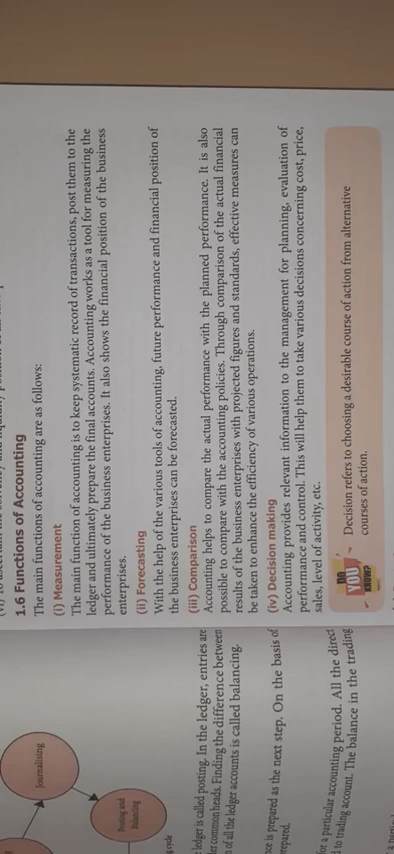 1.6 Functions of Accounting
The main functions of accounting are as follows:
(i) Measurement
The main function of accounting is to keep systematic record of transactions, post them to the
ledger and ultimately prepare the final accounts. Accounting works as a tool for measuring the
performance of the business enterprises. It also shows the financial position of the business
enterprises.
(ii) Forecasting
With the help of the various tools of accounting, future performance and financial position of
the business enterprises can be forecasted.
(iii) Comparison
Accounting helps to compare the actual performance with the planned performance. It is also
possible to compare with the accounting policies. Through comparison of the actual financial
results of the business enterprises with projected figures and standards, effective measures can
be taken to enhance the efficiency of various operations.
(iv) Decision making
Accounting provides relevant information to the management for planning, evaluation of
performance and control. This will help them to take various decisions concerning cost, price,
sales, level of activity, etc.
DO
YOU
KNOW?
Decision refers to choosing a desirable course of action from alternative
courses of action.
Journalising
Posting and
Balancing
cycle
ledger is called posting. In the ledger, entries are
common heads. Finding the difference between
of all the ledger accounts is called balancing.
is prepared as the next step. On the basis of
prepared.
for a particular accounting period. All the direct
to trading account. The balance in the trading